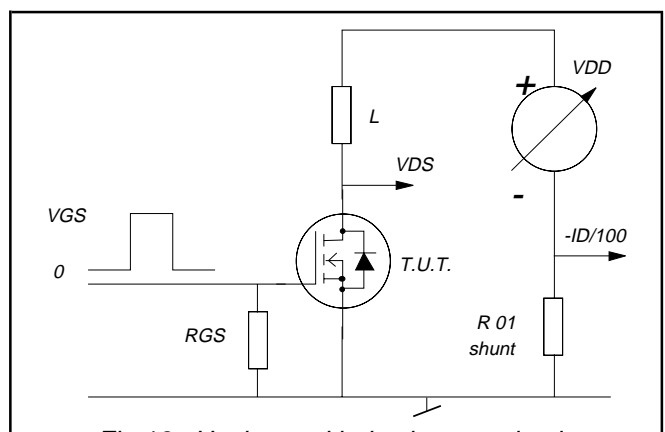 VDD
+
L
VDS
-
VGS
-ID/100
0
T.U.T.
RGS
R 01
shunt